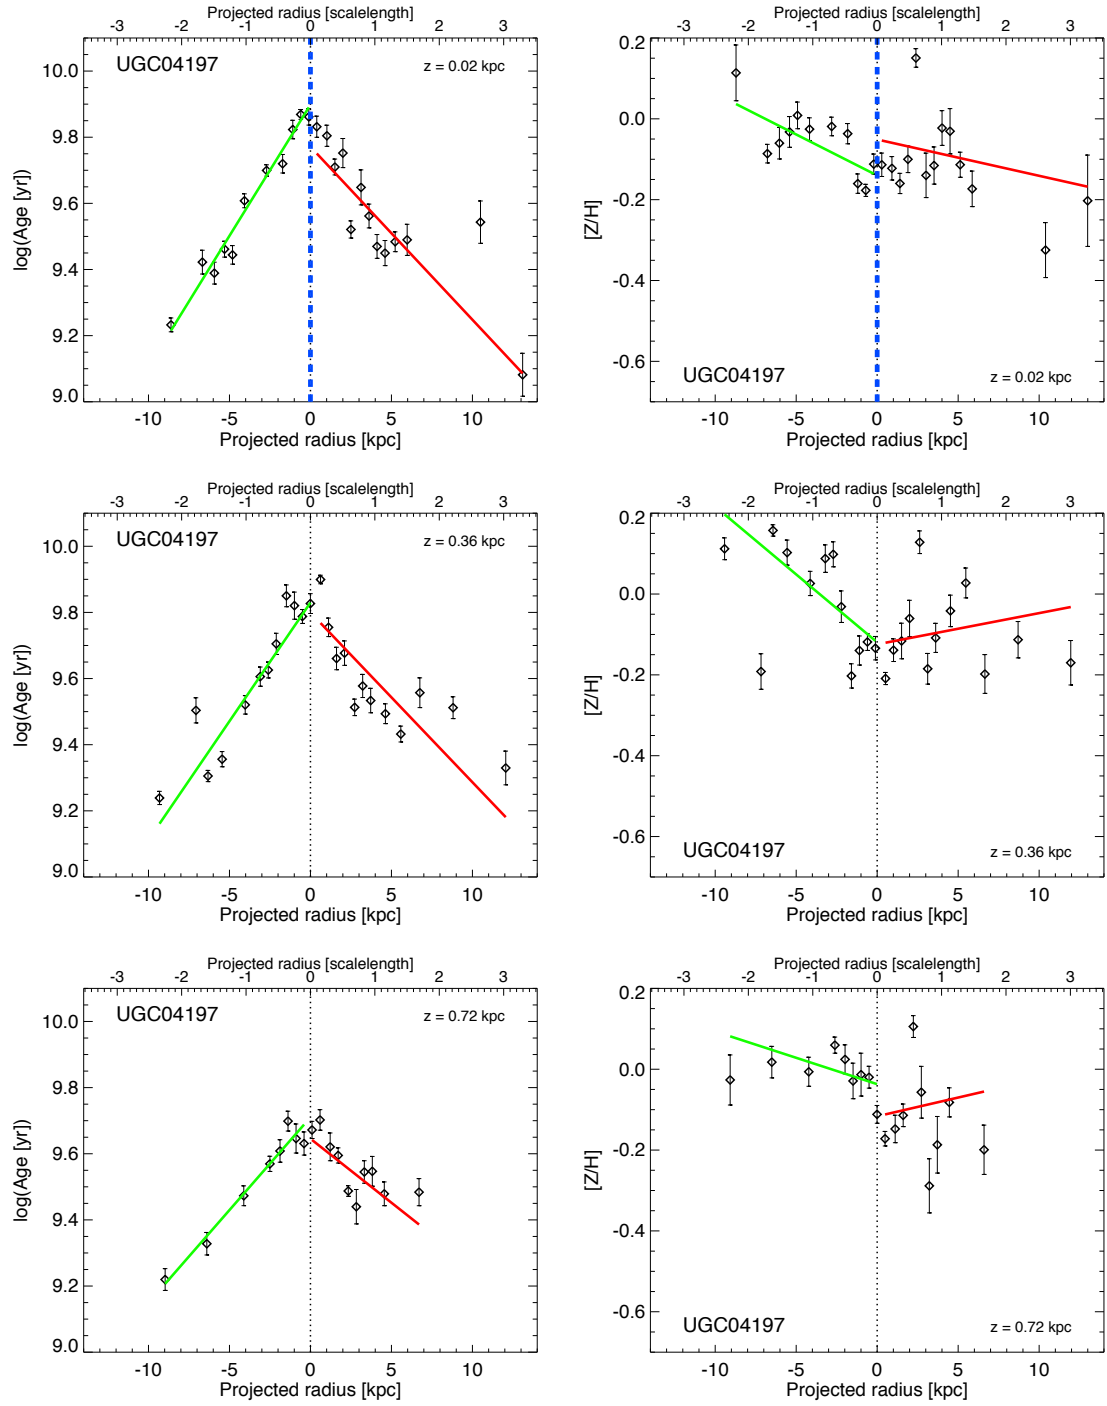 Projected radius [scalelength]
-3 -2 -1 0 1 2 3
UGC04197
z = 0.02 kpc
log(Age [yr])
10.0
9.8
9.6
9.4
9.2
9.0
-10 -5 0 5 10
Projected radius [kpc]
Projected radius [scalelength]
-3 -2 -1 0 1 2 3
[Z/H]
0.2
0.0
-0.2
-0.4
-0.6
UGC04197
z = 0.02 kpc
-10 -5 0 5 10
Projected radius [kpc]
Projected radius [scalelength]
-3 -2 -1 0 1 2 3
UGC04197
z = 0.36 kpc
log(Age [yr])
10.0
9.8
9.6
9.4
9.2
9.0
-10 -5 0 5 10
Projected radius [kpc]
Projected radius [scalelength]
-3 -2 -1 0 1 2 3
[Z/H]
0.2
0.0
-0.2
-0.4
-0.6
UGC04197
z = 0.36 kpc
-10 -5 0 5 10
Projected radius [kpc]
Projected radius [scalelength]
-3 -2 -1 0 1 2 3
UGC04197
z = 0.72 kpc
log(Age [yr])
10.0
9.8
9.6
9.4
9.2
9.0
-10 -5 0 5 10
Projected radius [kpc]
Projected radius [scalelength]
-3 -2 -1 0 1 2 3
[Z/H]
0.2
0.0
-0.2
-0.4
-0.6
UGC04197
z = 0.72 kpc
-10 -5 0 5 10
Projected radius [kpc]